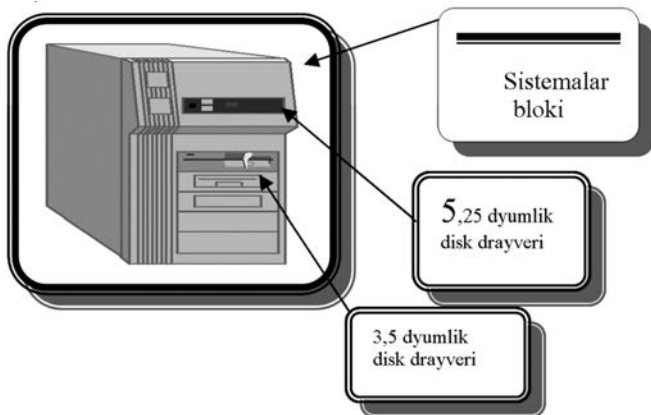 Sistemalar
bloki
5,25 dyumlik
disk drayveri
3,5 dyumlik
disk drayveri